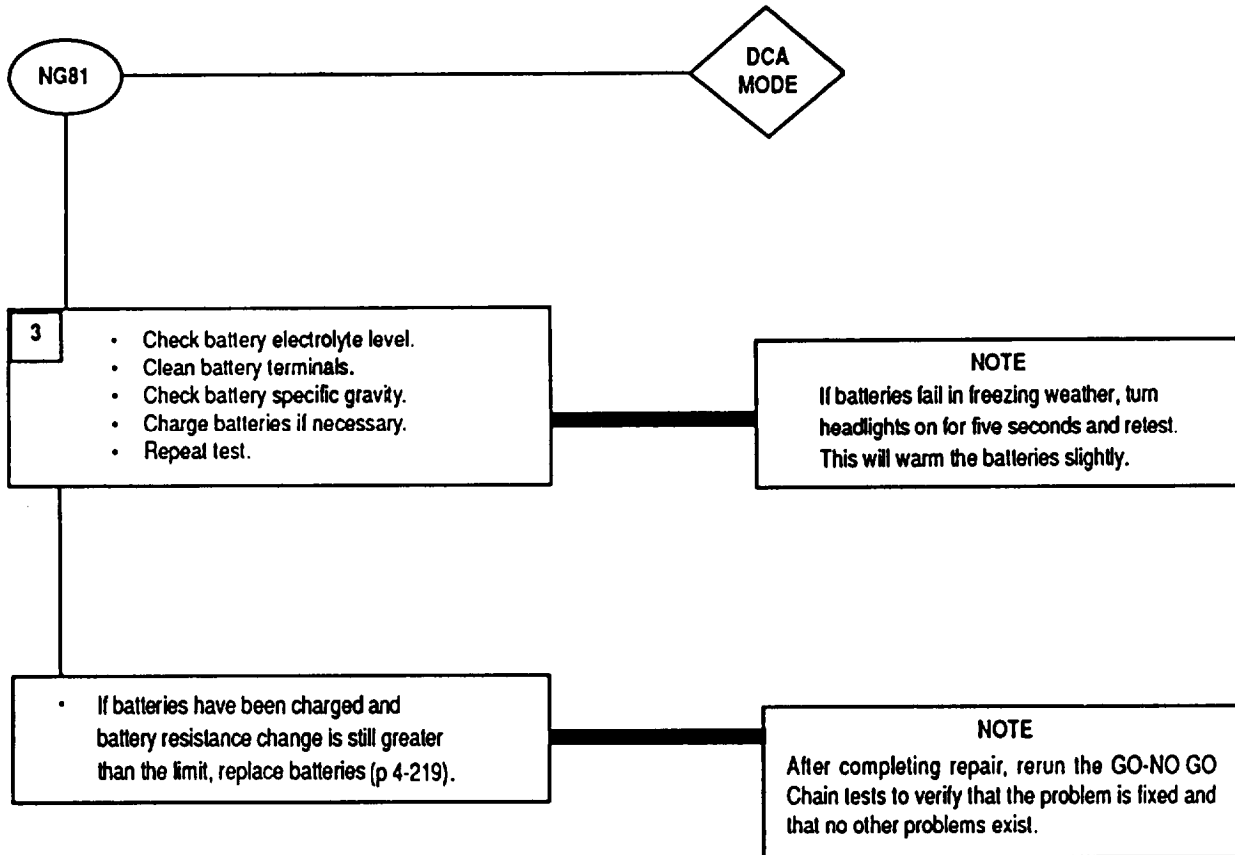 NG81
DCA
MODE
3
• Check battery electrolyte level.
• Clean battery terminals.
• Check battery specific gravity.
• Charge batteries if necessary.
• Repeat test.
NOTE
If batteries fail in freezing weather, turn
headlights on for five seconds and retest.
This will warm the batteries slightly.
• If batteries have been charged and
battery resistance change is still greater
than the limit, replace batteries (p 4-219).
NOTE
After completing repair, rerun the GO-NO GO
Chain tests to verify that the problem is fixed and
that no other problems exist.